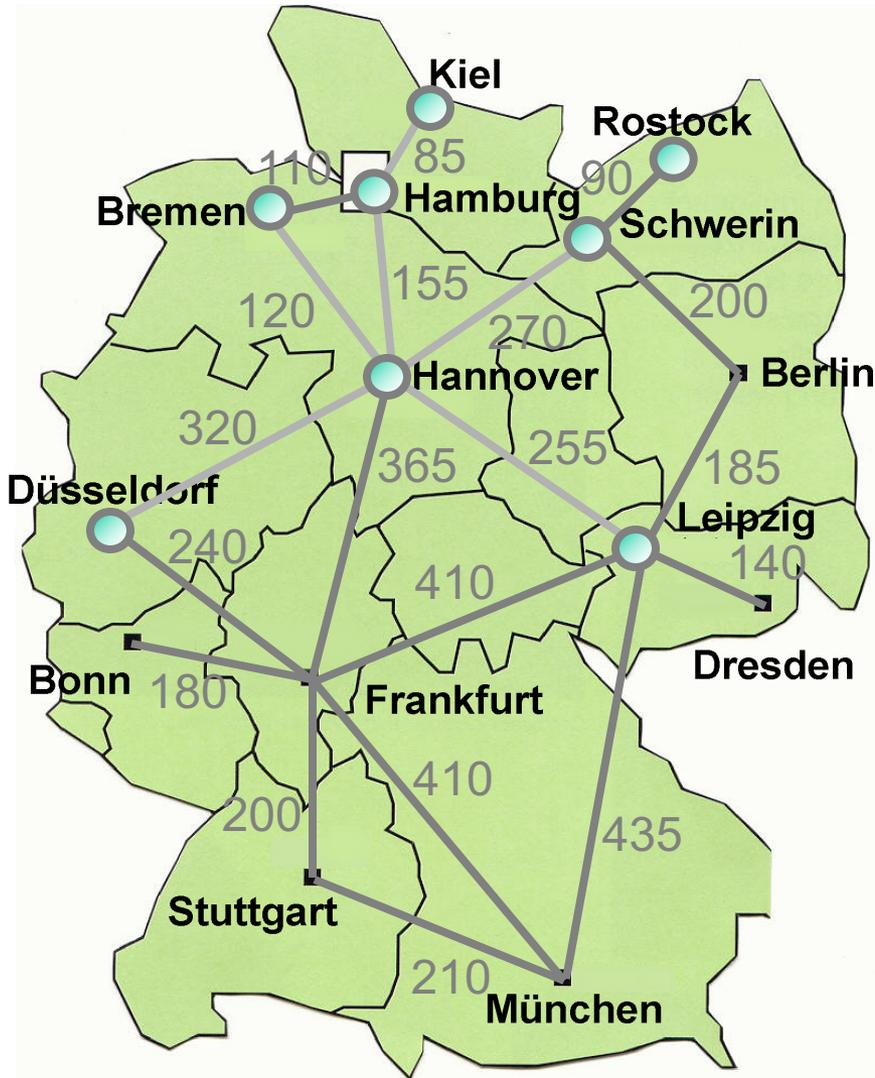 Kiel
Rostock
110
85
90
Bremen
Hamburg
Schwerin
155
200
120
270
Hannover
Berlin
320
255
365
185
Düsseldorf
Leipzig
240
410
140
Bonn
180
Frankfurt
Dresden
410
200
435
Stuttgart
210
München